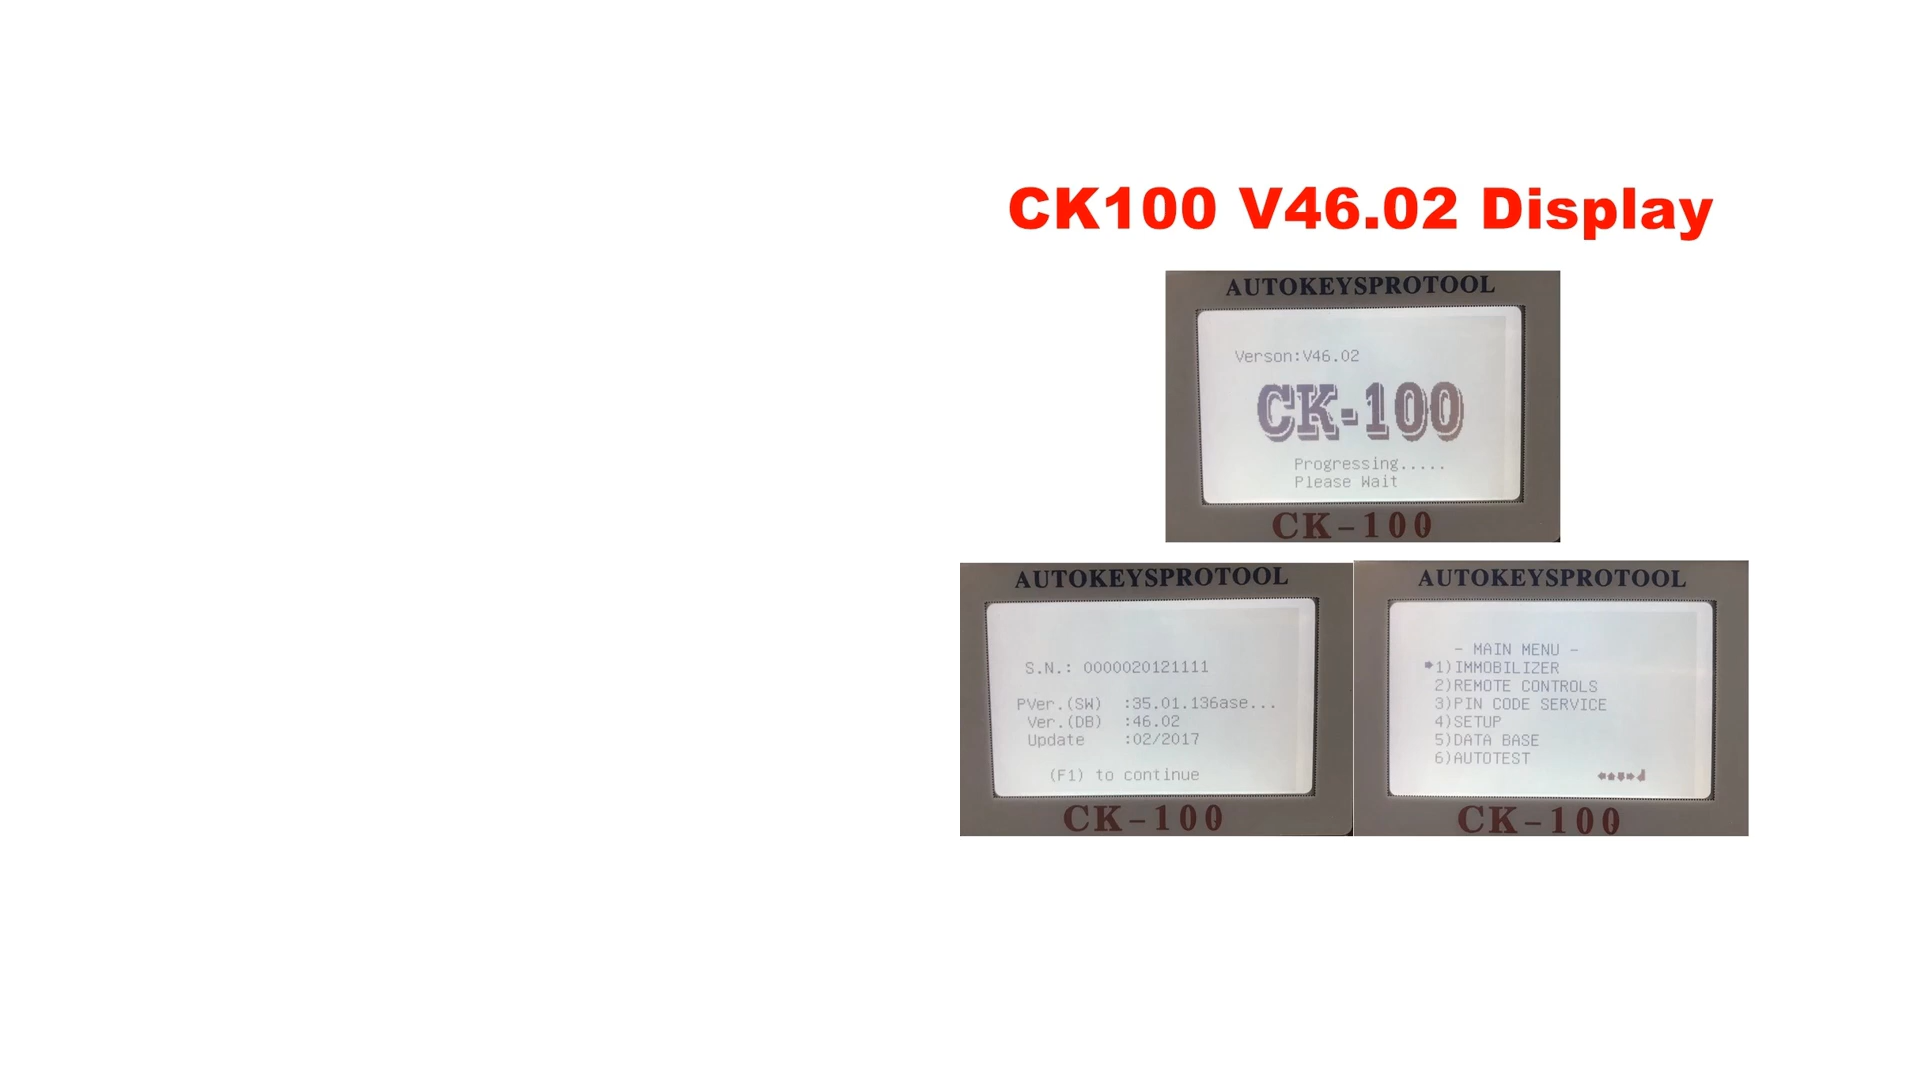 CK100 V46.02 Display
AUTOKEYSPROTOOL
Verson:V46.02
CK-100
Progressing.....
Please Wait
CK-100
AUTOKEYSPROTOOL
S.N.: 0000020121111
PVer.(SW) :35.01.136ase...
Ver.(DB) :46.02
Update :02/2017
(F1) to continue
CK-100
AUTOKEYSPROTOOL
- MAIN MENU -
1)IMMOBILIZER
2)REMOTE CONTROLS
3)PIN CODE SERVICE
4)SETUP
5)DATA BASE
6)AUTOTEST
CK-100